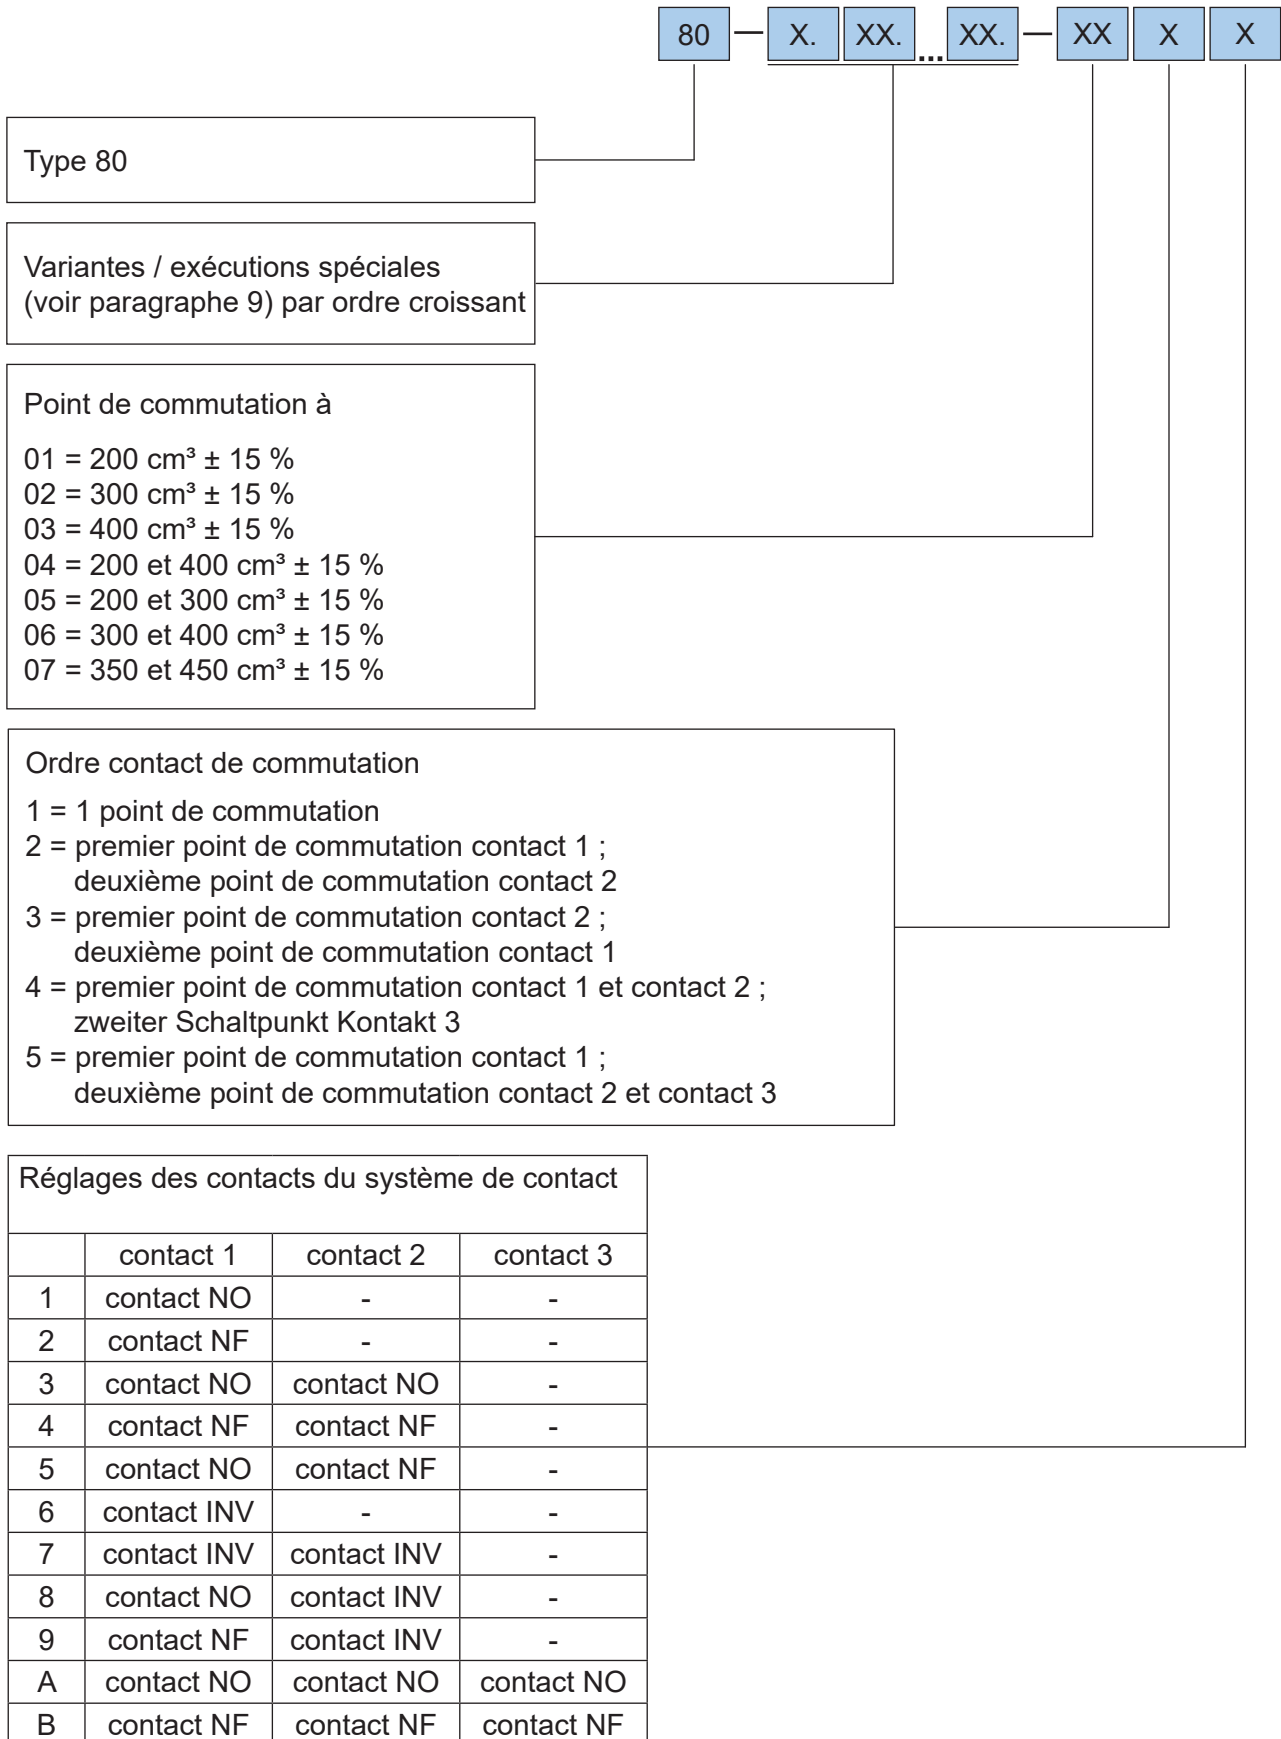 80 — X. XX. ... XX. — XX X X
Type 80
Variantes / exécutions spéciales
(voir paragraphe 9) par ordre croissant
Point de commutation à
01 = 200 cm³ ± 15 %
02 = 300 cm³ ± 15 %
03 = 400 cm³ ± 15 %
04 = 200 et 400 cm³ ± 15 %
05 = 200 et 300 cm³ ± 15 %
06 = 300 et 400 cm³ ± 15 %
07 = 350 et 450 cm³ ± 15 %
Ordre contact de commutation
1 = 1 point de commutation
2 = premier point de commutation contact 1 ;
deuxième point de commutation contact 2
3 = premier point de commutation contact 2 ;
deuxième point de commutation contact 1
4 = premier point de commutation contact 1 et contact 2 ;
zweiter Schaltpunkt Kontakt 3
5 = premier point de commutation contact 1 ;
deuxième point de commutation contact 2 et contact 3
Réglages des contacts du système de contact
contact 1 contact 2 contact 3
1 contact NO - -
2 contact NF - -
3 contact NO contact NO -
4 contact NF contact NF -
5 contact NO contact NF -
6 contact INV - -
7 contact INV contact INV -
8 contact NO contact INV -
9 contact NF contact INV -
A contact NO contact NO contact NO
B contact NF contact NF contact NF